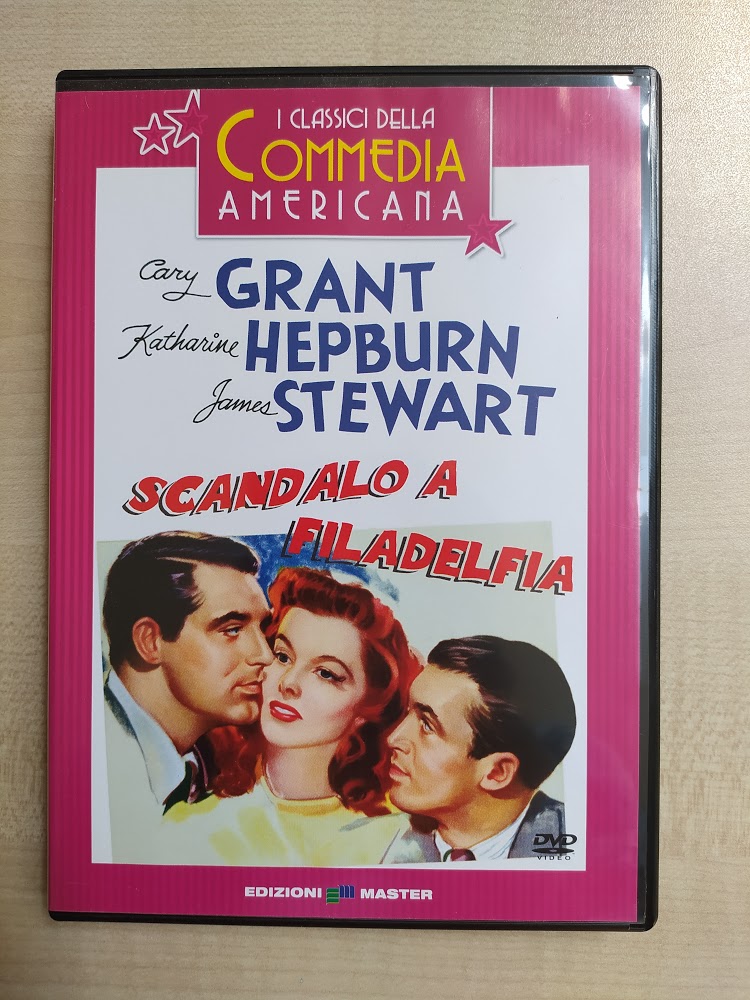 I CLASSICI DELLA
COMMEDIA
AMERICANA
Cary GRANT
Katharine HEPBURN
James STEWART
SCANDALO A
FILADELFIA
DVD
VIDEO
EDIZIONI MASTER